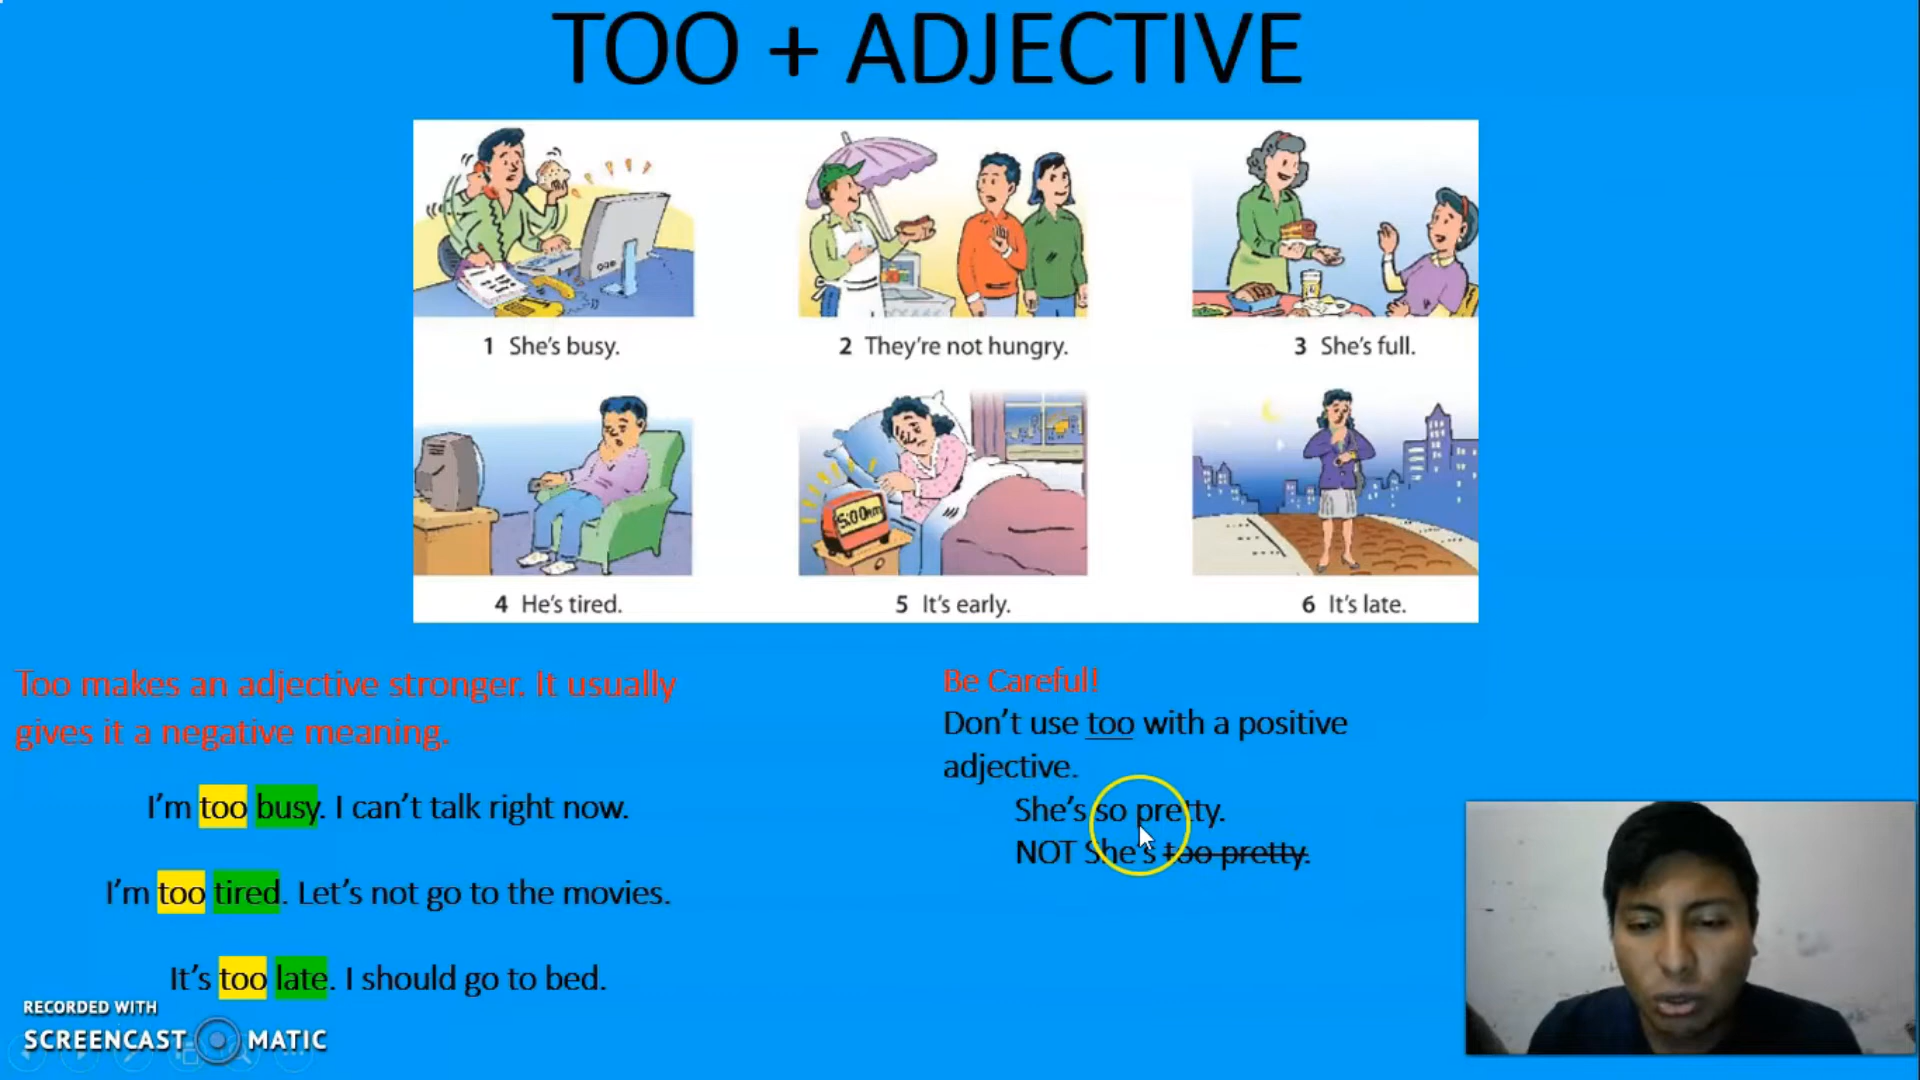 TOO + ADJECTIVE
1 She's busy.
2 They're not hungry.
3 She's full.
5:00am
4 He's tired.
5 It's early.
6 It's late.
Too makes an adjective stronger. It usually
gives it a negative meaning.
I'm too busy. I can't talk right now.
I'm too tired. Let's not go to the movies.
It's too late. I should go to bed.
Be Careful!
Don't use too with a positive
adjective.
She's so pretty.
NOT She's too pretty.
RECORDED WITH
SCREENCAST MATIC